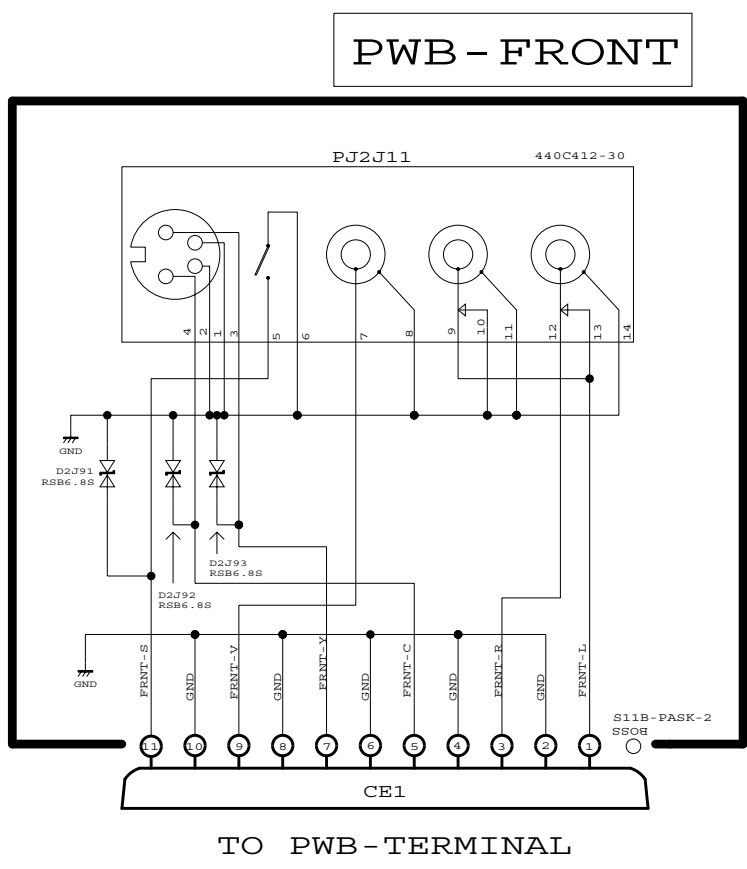 PWB-FRONT
PJ2J11
440C412-30
4 2 1 3 5 6 7 8 9 10 11 12 13 14
GND
D2J91
RSB6.8S
D2J93
RSB6.8S
D2J92
RSB6.8S
GND
FRNT-S
GND
FRNT-V
GND
FRNT-Y
GND
FRNT-C
GND
FRNT-R
GND
FRNT-L
S11B-PASK-2
BOSS
11 10 9 8 7 6 5 4 3 2 1
CE1
TO PWB-TERMINAL